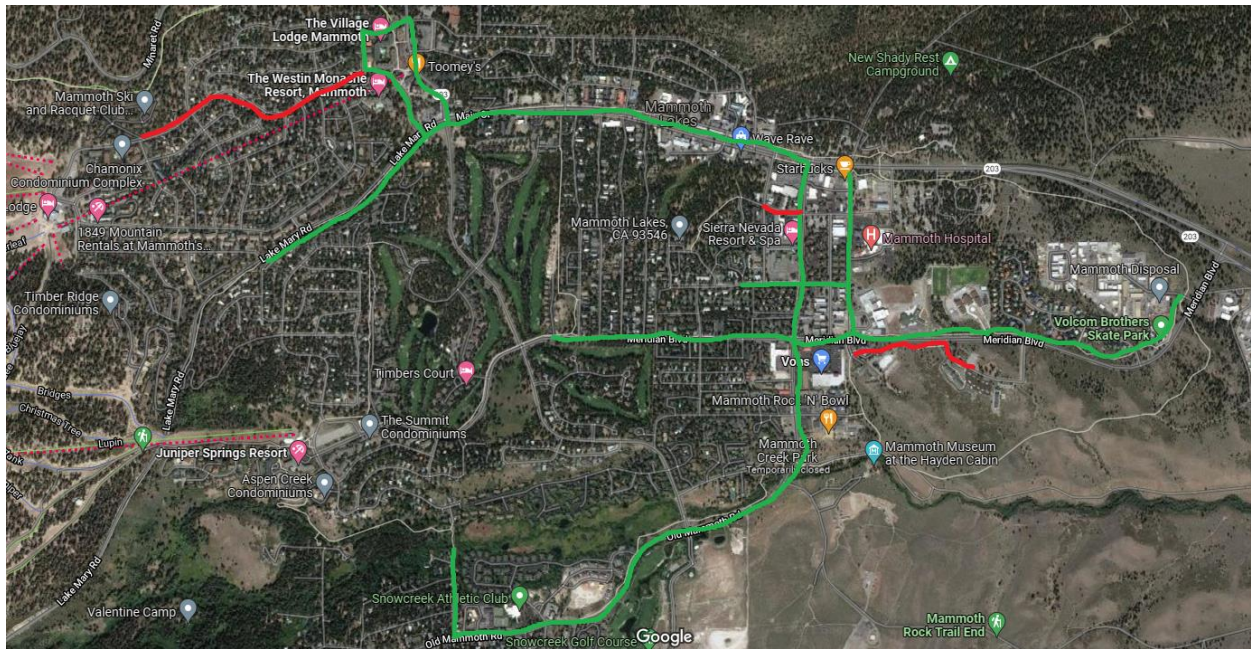 The Village
Lodge Mammoth
Minaret Rd
Toomey's
New Shady Rest
Campground
The Westin Monache
Resort, Mammoth
Mammoth Ski
and Racquet Club...
Main St
Mammoth
Lakes
Wave Rave
Lake Mary Rd
Chamonix
Condominium Complex
Starbucks
203
Lodge
1849 Mountain
Rentals at Mammoth's...
Lake Mary Rd
Mammoth Lakes,
CA 93546
Sierra Nevada
Resort & Spa
Mammoth Hospital
203
Mammoth Disposal
Meridian Blvd
Timber Ridge
Condominiums
Volcom Brothers
Skate Park
Meridian Blvd
Meridian Blvd
Meridian Blvd
Vons
Timbers Court
Lake Mary Rd
Bridges
Christmas Tree
Lupin
Mammoth Rock 'N' Bowl
The Summit
Condominiums
Juniper Springs Resort
Mammoth
Creek Park
Temporarily closed
Mammoth Museum
at the Hayden Cabin
Aspen Creek
Condominiums
Old Mammoth Rd
Lake Mary Rd
Valentine Camp
Snowcreek Athletic Club
Old Mammoth Rd
Snowcreek Golf Course
Google
Mammoth
Rock Trail End